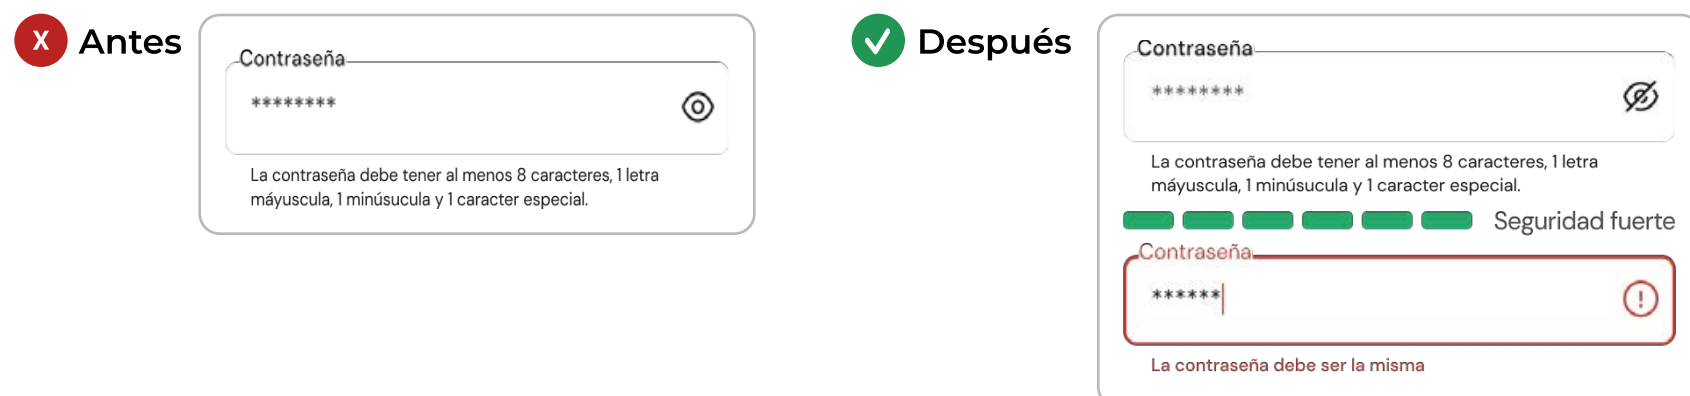 X Antes
Contraseña
********
La contraseña debe tener al menos 8 caracteres, 1 letra
máyuscula, 1 minúsucula y 1 caracter especial.
Después
Contraseña
********
La contraseña debe tener al menos 8 caracteres, 1 letra
máyuscula, 1 minúsucula y 1 caracter especial.
Seguridad fuerte
Contraseña
******
La contraseña debe ser la misma